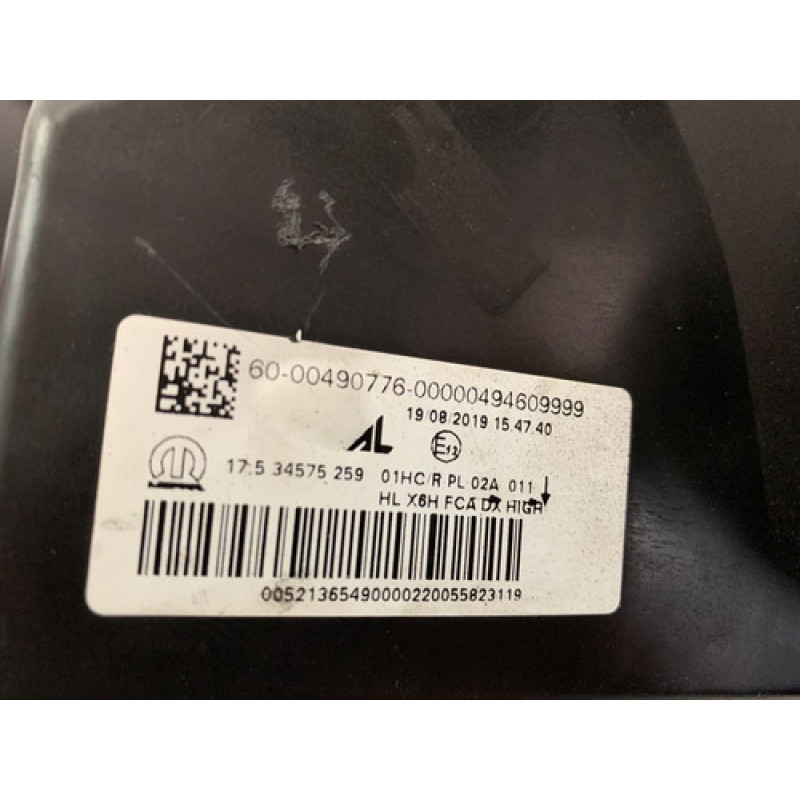 60-00490776-00000494609999
19/08/2019 15.47.40
AL
E12
17.5 34575 259 01HC/R PL 02A 011
HL X6H FCA DX HIGH
00521365490000220055823119